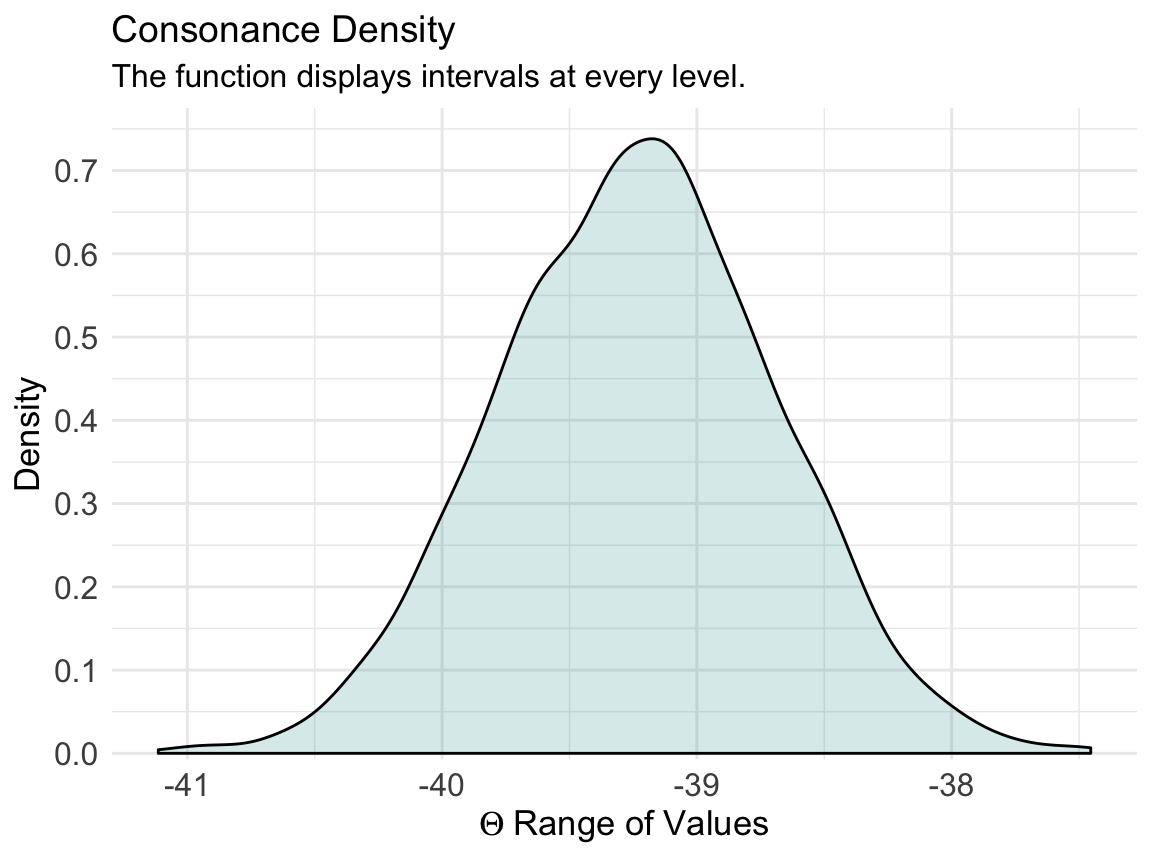 Consonance Density
The function displays intervals at every level.
0.7
0.6
0.5
0.4
0.3
0.2
0.1
0.0
Density
-41 -40 -39 -38
Θ Range of Values